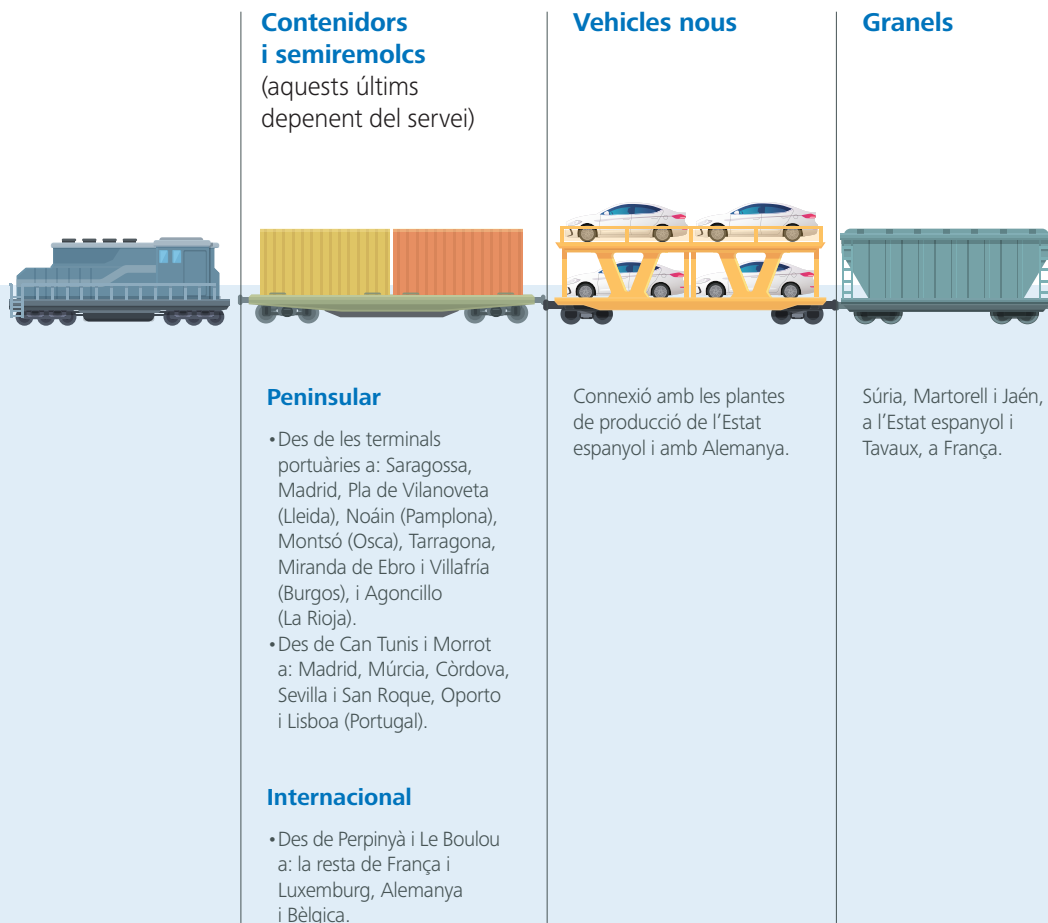 Contenidors
i semiremolcs
(aquests últims
depenent del servei)
Vehicles nous
Granels
Peninsular
•Des de les terminals
portuàries a: Saragossa,
Madrid, Pla de Vilanoveta
(Lleida), Noáin (Pamplona),
Montsó (Osca), Tarragona,
Miranda de Ebro i Villafría
(Burgos), i Agoncillo
(La Rioja).
•Des de Can Tunis i Morrot
a: Madrid, Múrcia, Còrdova,
Sevilla i San Roque, Oporto
i Lisboa (Portugal).
Internacional
•Des de Perpinyà i Le Boulou
a: la resta de França i
Luxemburg, Alemanya
i Bèlgica.
Connexió amb les plantes
de producció de l’Estat
espanyol i amb Alemanya.
Súria, Martorell i Jaén,
a l’Estat espanyol i
Tavaux, a França.